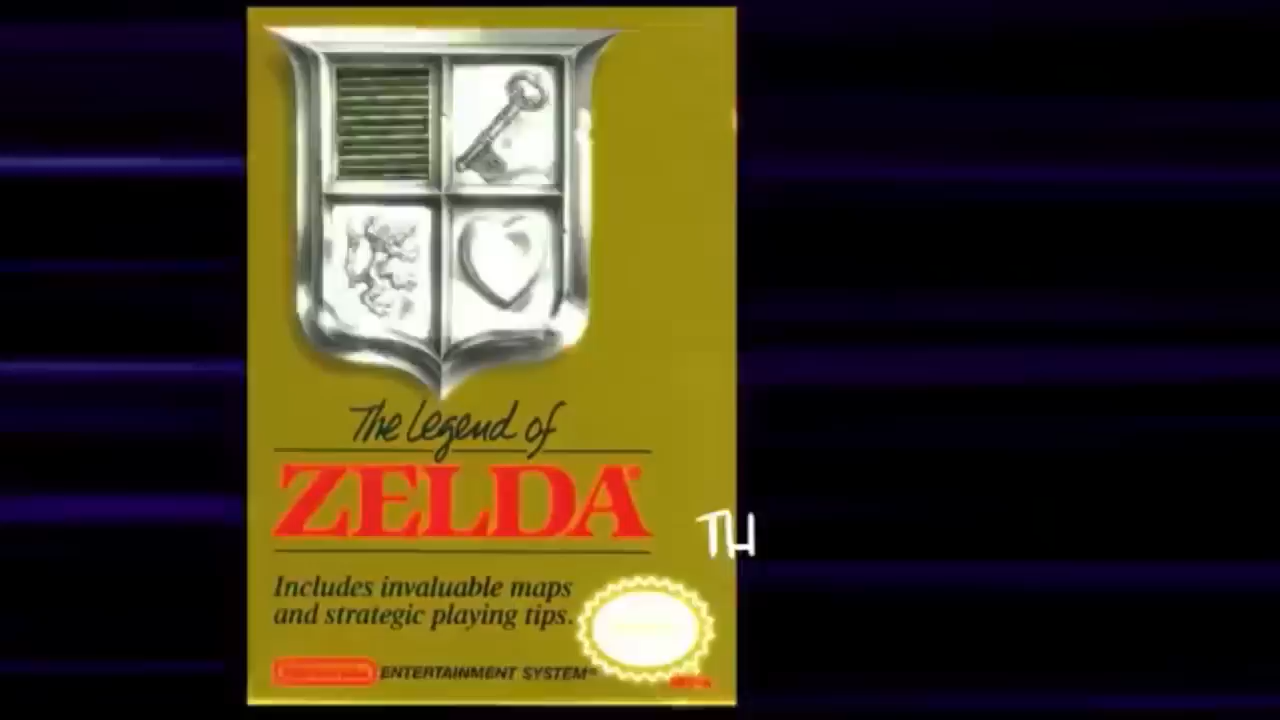 The Legend of
ZELDA
TH
Includes invaluable maps
and strategic playing tips.
ENTERTAINMENT SYSTEM